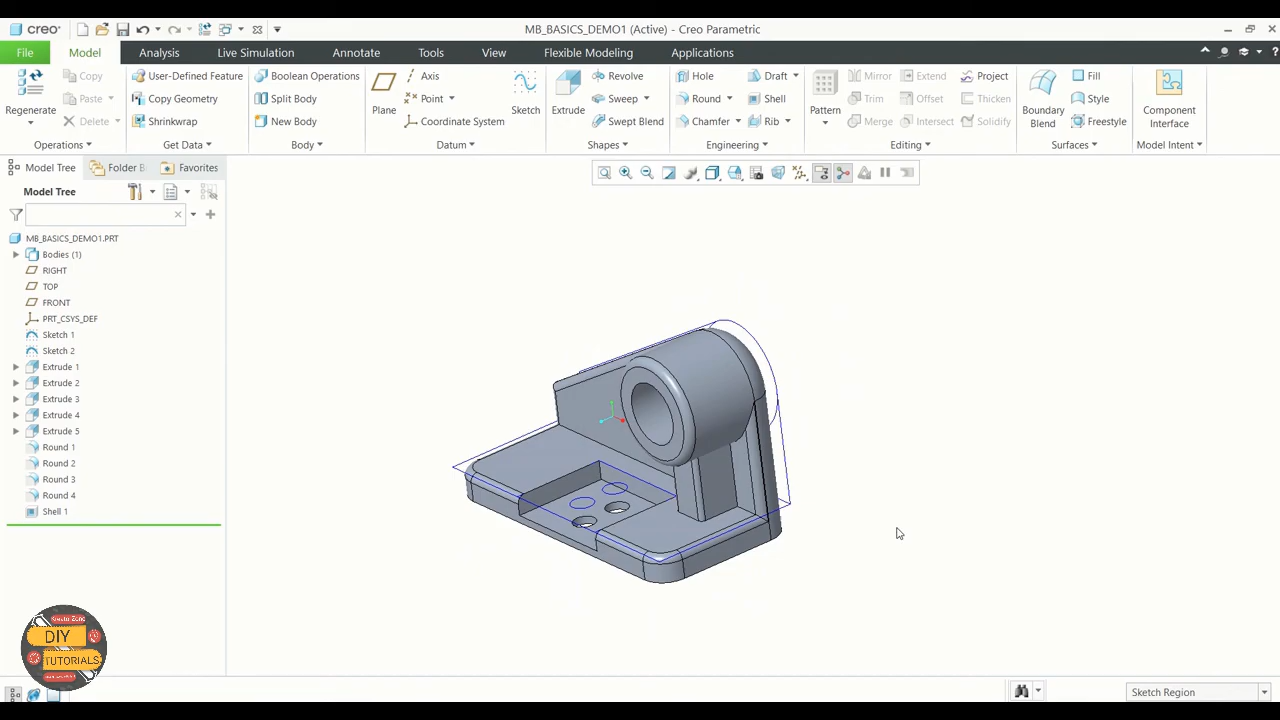 creo MB_BASICS_DEMO1 (Active) - Creo Parametric
File Model Analysis Live Simulation Annotate Tools View Flexible Modeling Applications
Regenerate
Copy
Paste
Delete
Operations
User-Defined Feature
Copy Geometry
Shrinkwrap
Get Data
Boolean Operations
Split Body
New Body
Body
Plane
Axis
Point
Coordinate System
Sketch
Datum
Extrude
Revolve
Sweep
Swept Blend
Shapes
Hole
Round
Chamfer
Draft
Shell
Rib
Engineering
Pattern
Mirror
Trim
Merge
Extend
Offset
Intersect
Project
Thicken
Solidify
Editing
Boundary
Blend
Fill
Style
Freestyle
Surfaces
Component
Interface
Model Intent
Model Tree Folder B Favorites
Model Tree
MB_BASICS_DEMO1.PRT
Bodies (1)
RIGHT
TOP
FRONT
PRT_CSYS_DEF
Sketch 1
Sketch 2
Extrude 1
Extrude 2
Extrude 3
Extrude 4
Extrude 5
Round 1
Round 2
Round 3
Round 4
Shell 1
DIY
TUTORIALS
Sketch Region